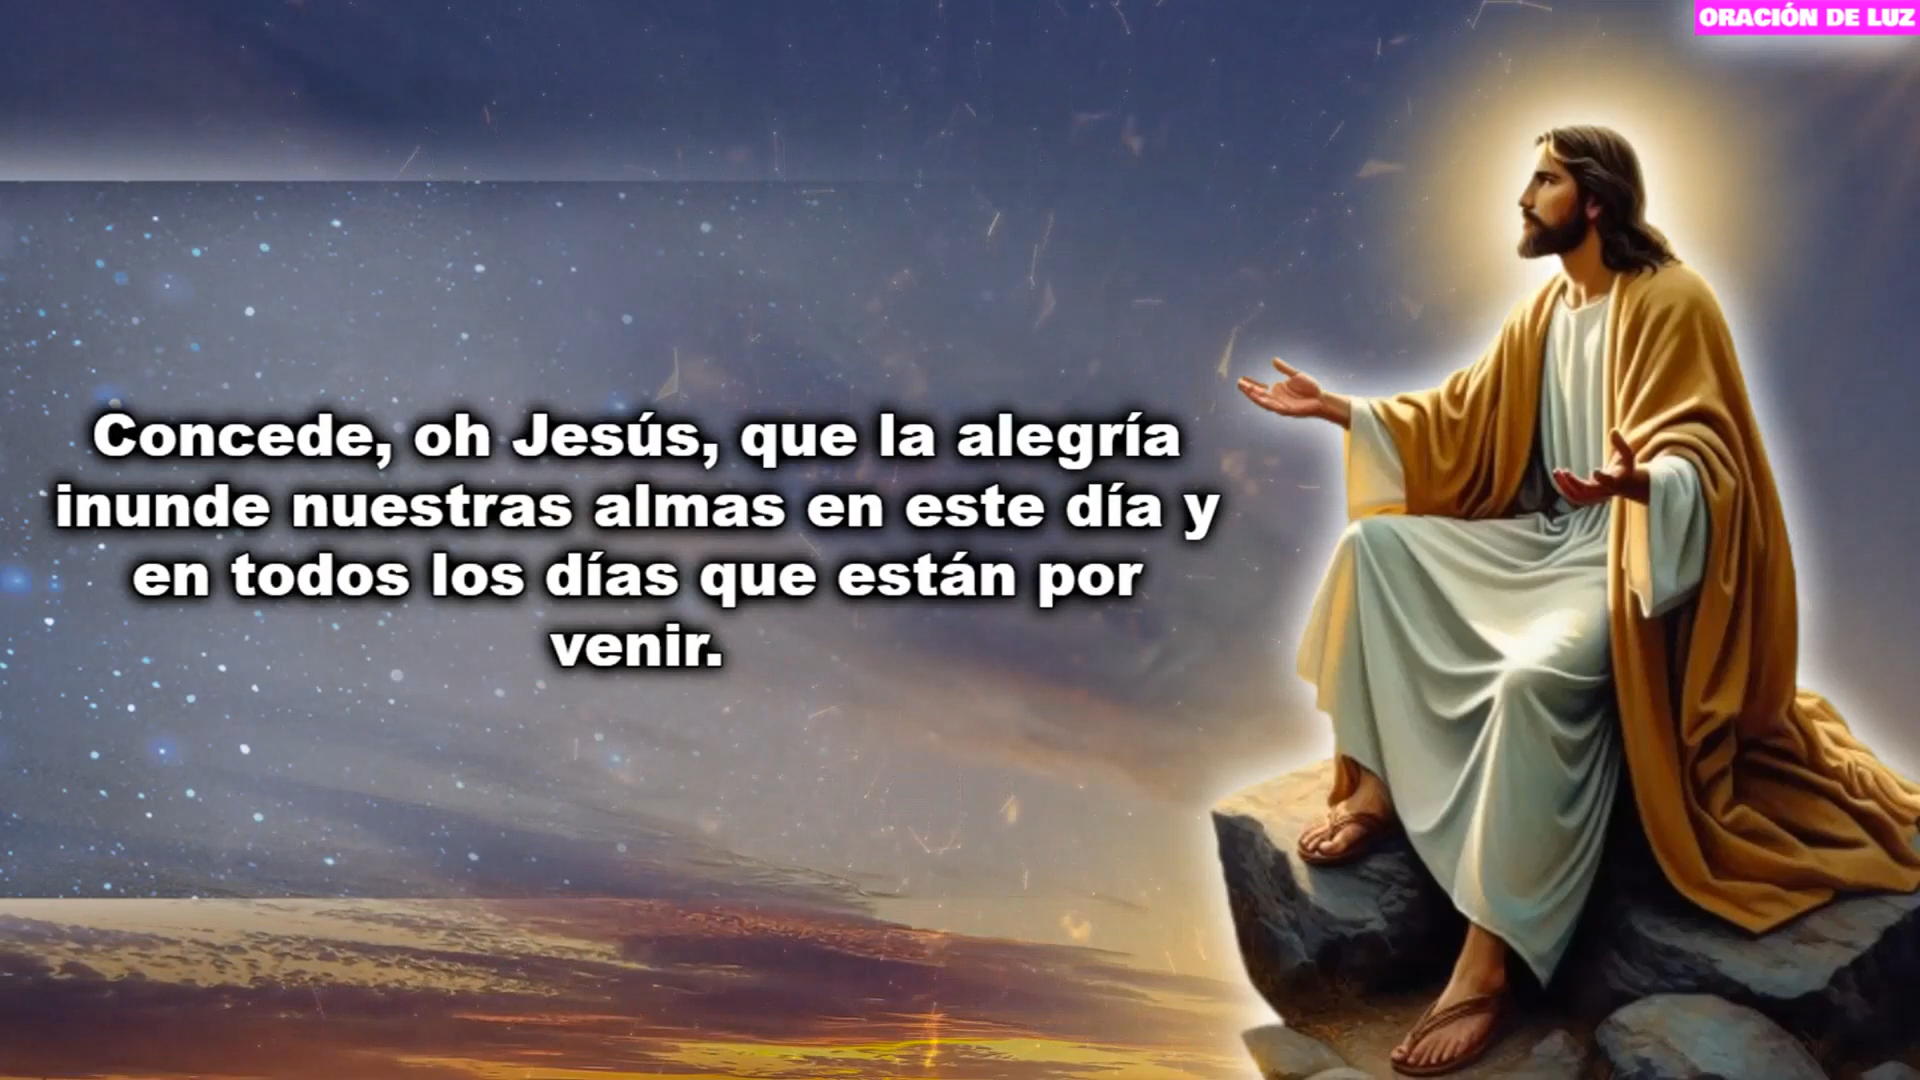 ORACIÓN DE LUZ
Concede, oh Jesús, que la alegría
inunde nuestras almas en este día y
en todos los días que están por
venir.